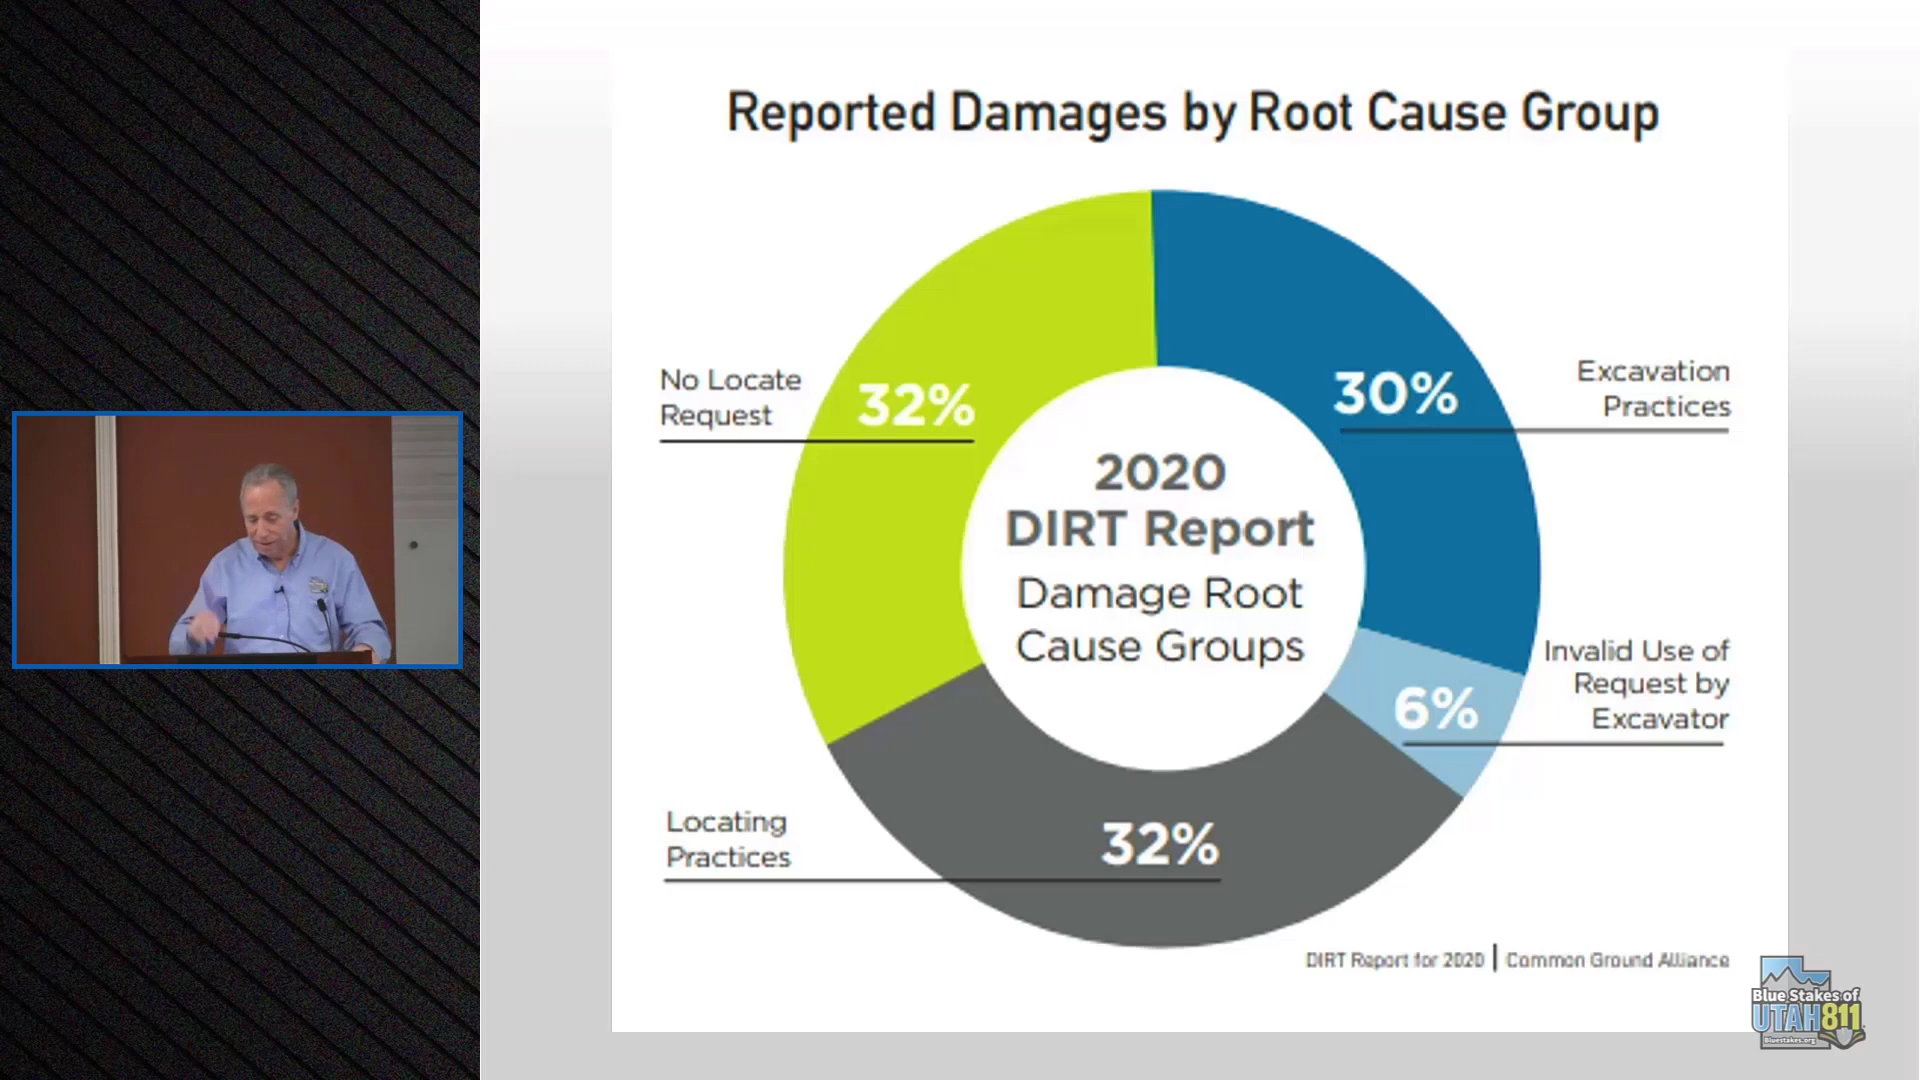 Reported Damages by Root Cause Group
No Locate
Request
32%
30%
Excavation
Practices
2020
DIRT Report
Damage Root
Cause Groups
Invalid Use of
Request by
Excavator
6%
Locating
Practices
32%
DIRT Report for 2020 | Common Ground Alliance
Blue Stakes of
UTAH811
Bluestakes.org